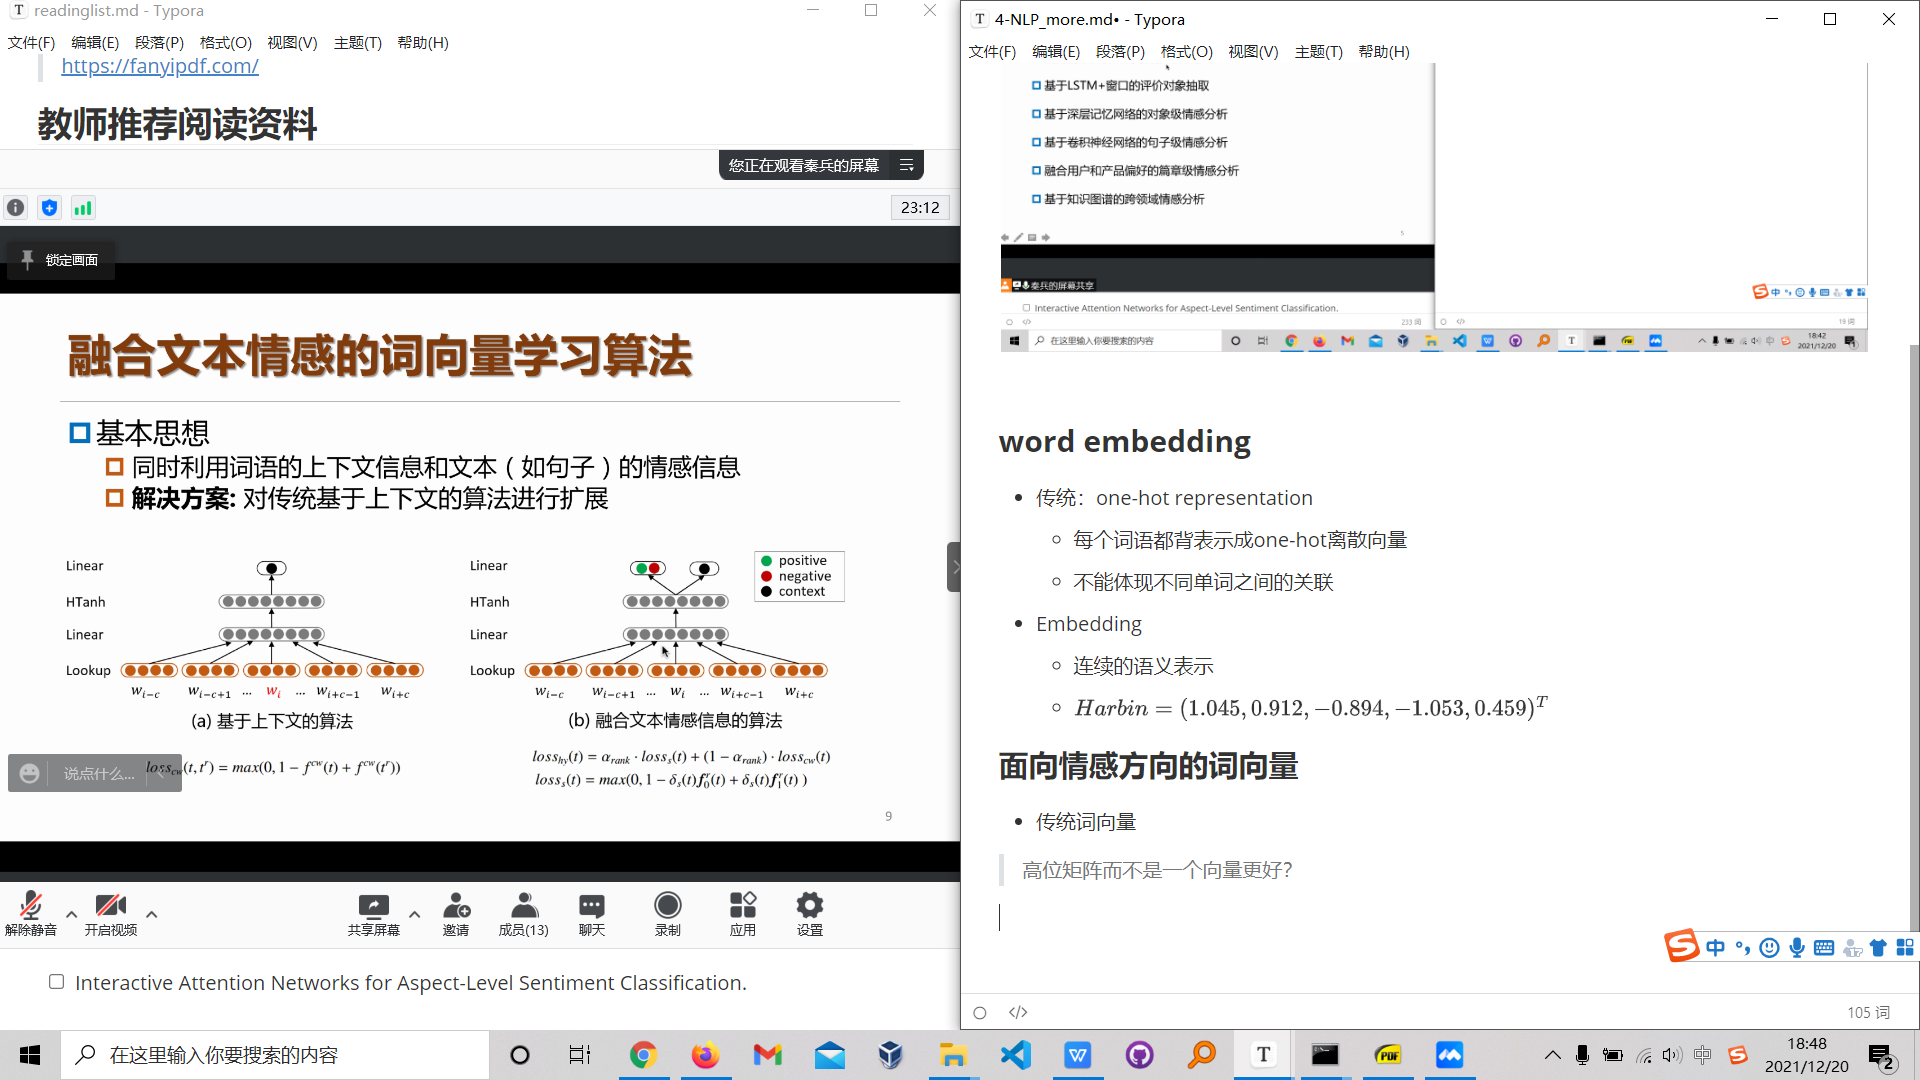 readinglist.md - Typora
文件(F) 编辑(E) 段落(P) 格式(O) 视图(V) 主题(T) 帮助(H)
https://fanyipdf.com/
教师推荐阅读资料
您正在观看秦兵的屏幕
23:12
锁定画面
融合文本情感的词向量学习算法
基本思想
同时利用词语的上下文信息和文本(如句子)的情感信息
解决方案: 对传统基于上下文的算法进行扩展
Linear
HTanh
Linear
Lookup
w_{i-c} w_{i-c+1} ... w_i ... w_{i+c-1} w_{i+c}
(a) 基于上下文的算法
loss_{cw}(t, t^r) = max(0, 1 − f^{cw}(t) + f^{cw}(t^r))
Linear
HTanh
Linear
Lookup
positive
negative
context
w_{i-c} w_{i-c+1} ... w_i ... w_{i+c-1} w_{i+c}
(b) 融合文本情感信息的算法
loss_{hy}(t) = α_{rank} · loss_s(t) + (1 − α_{rank}) · loss_{cw}(t)
loss_s(t) = max(0, 1 − δ_s(t)f_0^r(t) + δ_s(t)f_1^r(t) )
9
说点什么...
解除静音 开启视频 共享屏幕 邀请 成员(13) 聊天 录制 应用 设置
Interactive Attention Networks for Aspect-Level Sentiment Classification.
4-NLP_more.md• - Typora
文件(F) 编辑(E) 段落(P) 格式(O) 视图(V) 主题(T) 帮助(H)
基于LSTM+窗口的评价对象抽取
基于深层记忆网络的对象级情感分析
基于卷积神经网络的句子级情感分析
融合用户和产品偏好的篇章级情感分析
基于知识图谱的跨领域情感分析
5
秦兵的屏幕共享
Interactive Attention Networks for Aspect-Level Sentiment Classification.
233 词
19 词
在这里输入你要搜索的内容
18:42
2021/12/20
word embedding
传统：one-hot representation
每个词语都背表示成one-hot离散向量
不能体现不同单词之间的关联
Embedding
连续的语义表示
Harbin = (1.045, 0.912, −0.894, −1.053, 0.459)^T
面向情感方向的词向量
传统词向量
高位矩阵而不是一个向量更好？
中
105 词
在这里输入你要搜索的内容
中
18:48
2021/12/20
2